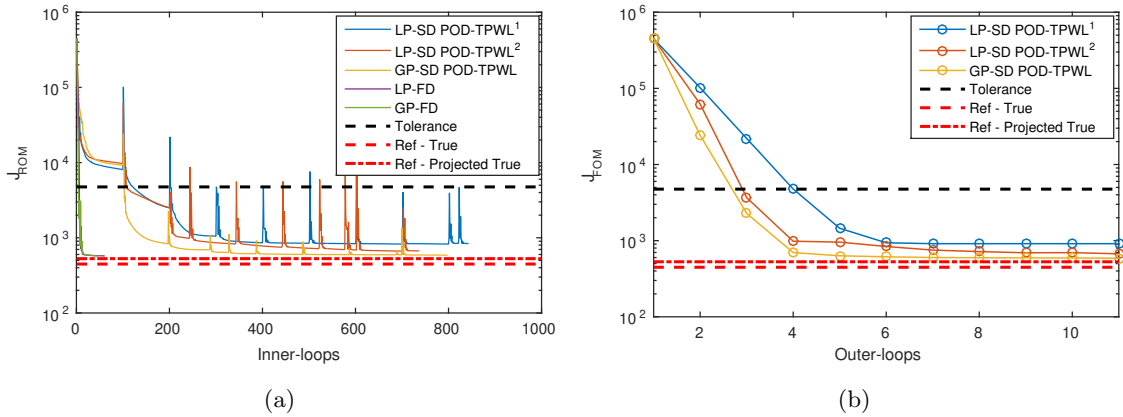 10^6
10^5
10^4
10^3
10^2
J_ROM
0
200
400
600
800
1000
Inner-loops
LP-SD POD-TPWL^1
LP-SD POD-TPWL^2
GP-SD POD-TPWL
LP-FD
GP-FD
Tolerance
Ref - True
Ref - Projected True
(a)
10^6
10^5
10^4
10^3
10^2
J_FOM
2
4
6
8
10
Outer-loops
LP-SD POD-TPWL^1
LP-SD POD-TPWL^2
GP-SD POD-TPWL
Tolerance
Ref - True
Ref - Projected True
(b)